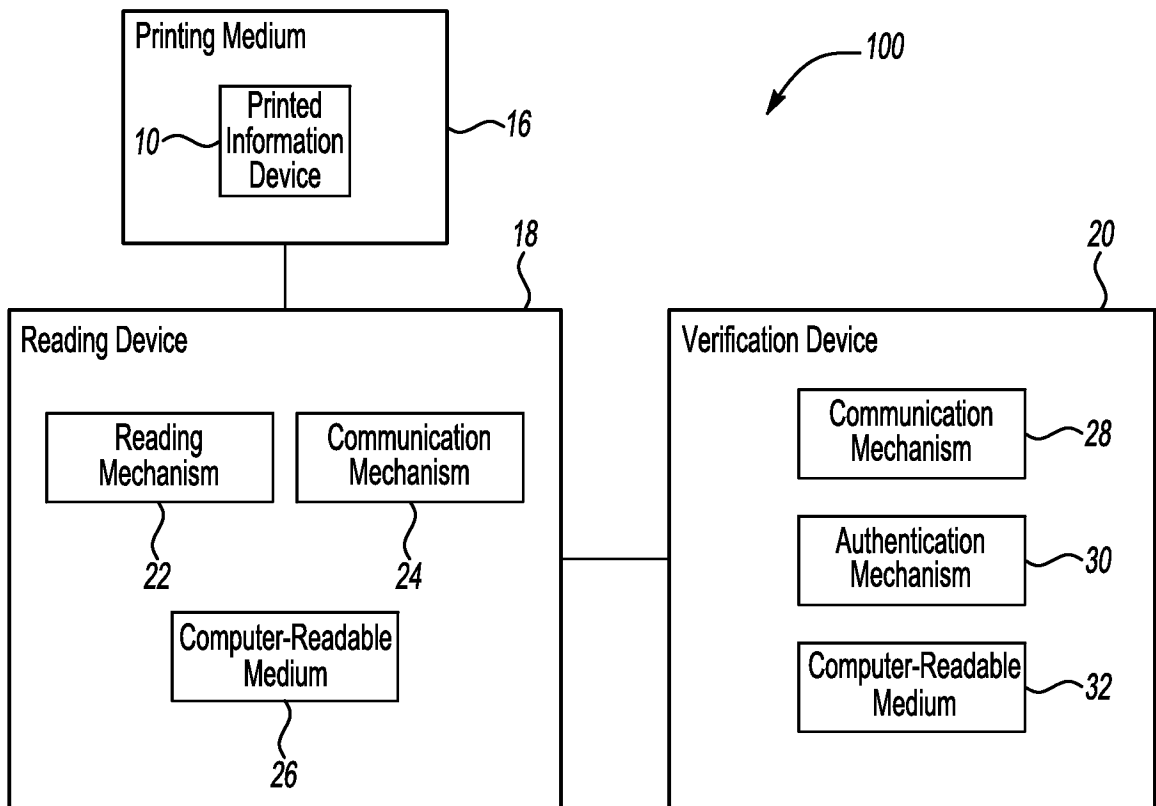 Printing Medium
100
Printed
Information
Device
10
16
18
20
Reading Device
Verification Device
Reading
Mechanism
Communication
Mechanism
22
24
Computer-Readable
Medium
26
Communication
Mechanism
28
Authentication
Mechanism
30
Computer-Readable
Medium
32